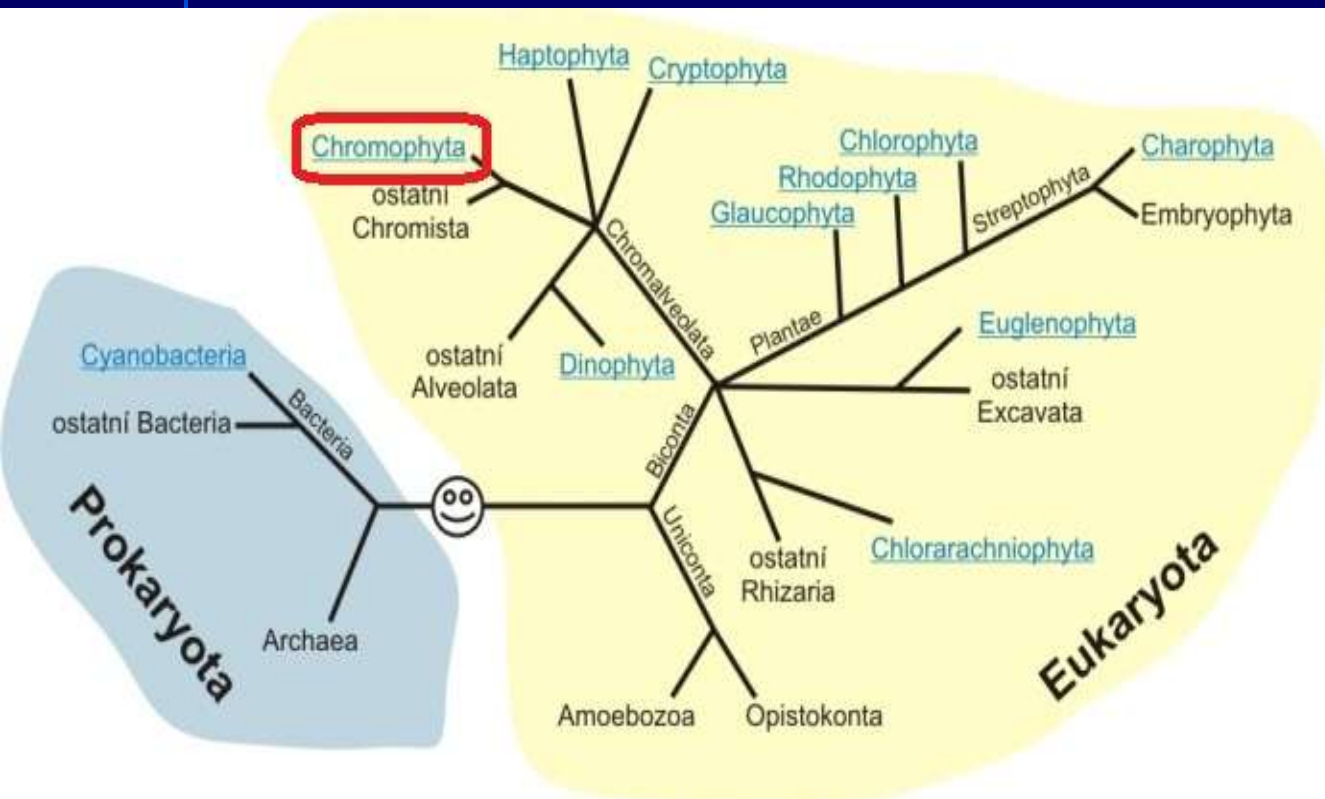 Haptophyta
Cryptophyta
Chromophyta
ostatní
Chromista
Chlorophyta
Rhodophyta
Glaucophyta
Streptophyta
Charophyta
Embryophyta
Chromalveolata
Plantae
Euglenophyta
ostatní
Excavata
ostatní
Alveolata
Dinophyta
Cyanobacteria
ostatní Bacteria
Bacteria
Biconta
Uniconta
ostatní
Rhizaria
Chlorarachniophyta
Prokaryota
Archaea
Eukaryota
Amoebozoa
Opistokonta